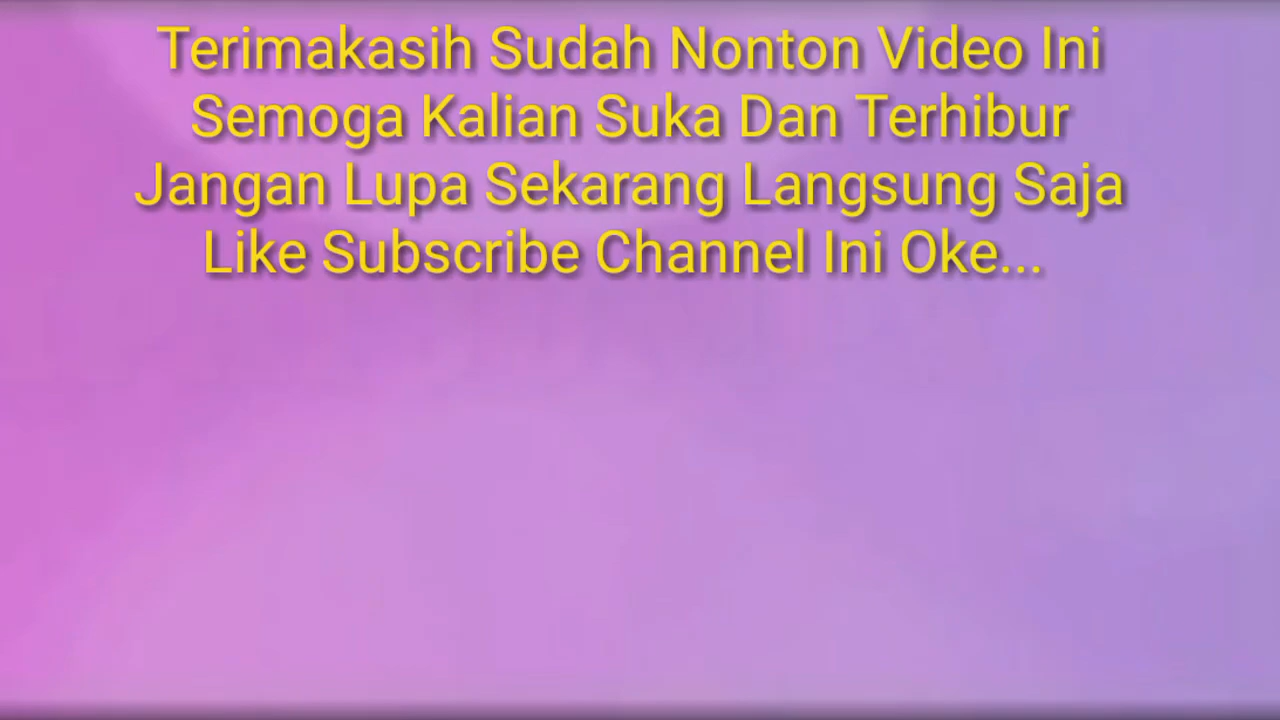 Terimakasih Sudah Nonton Video Ini
Semoga Kalian Suka Dan Terhibur
Jangan Lupa Sekarang Langsung Saja
Like Subscribe Channel Ini Oke...